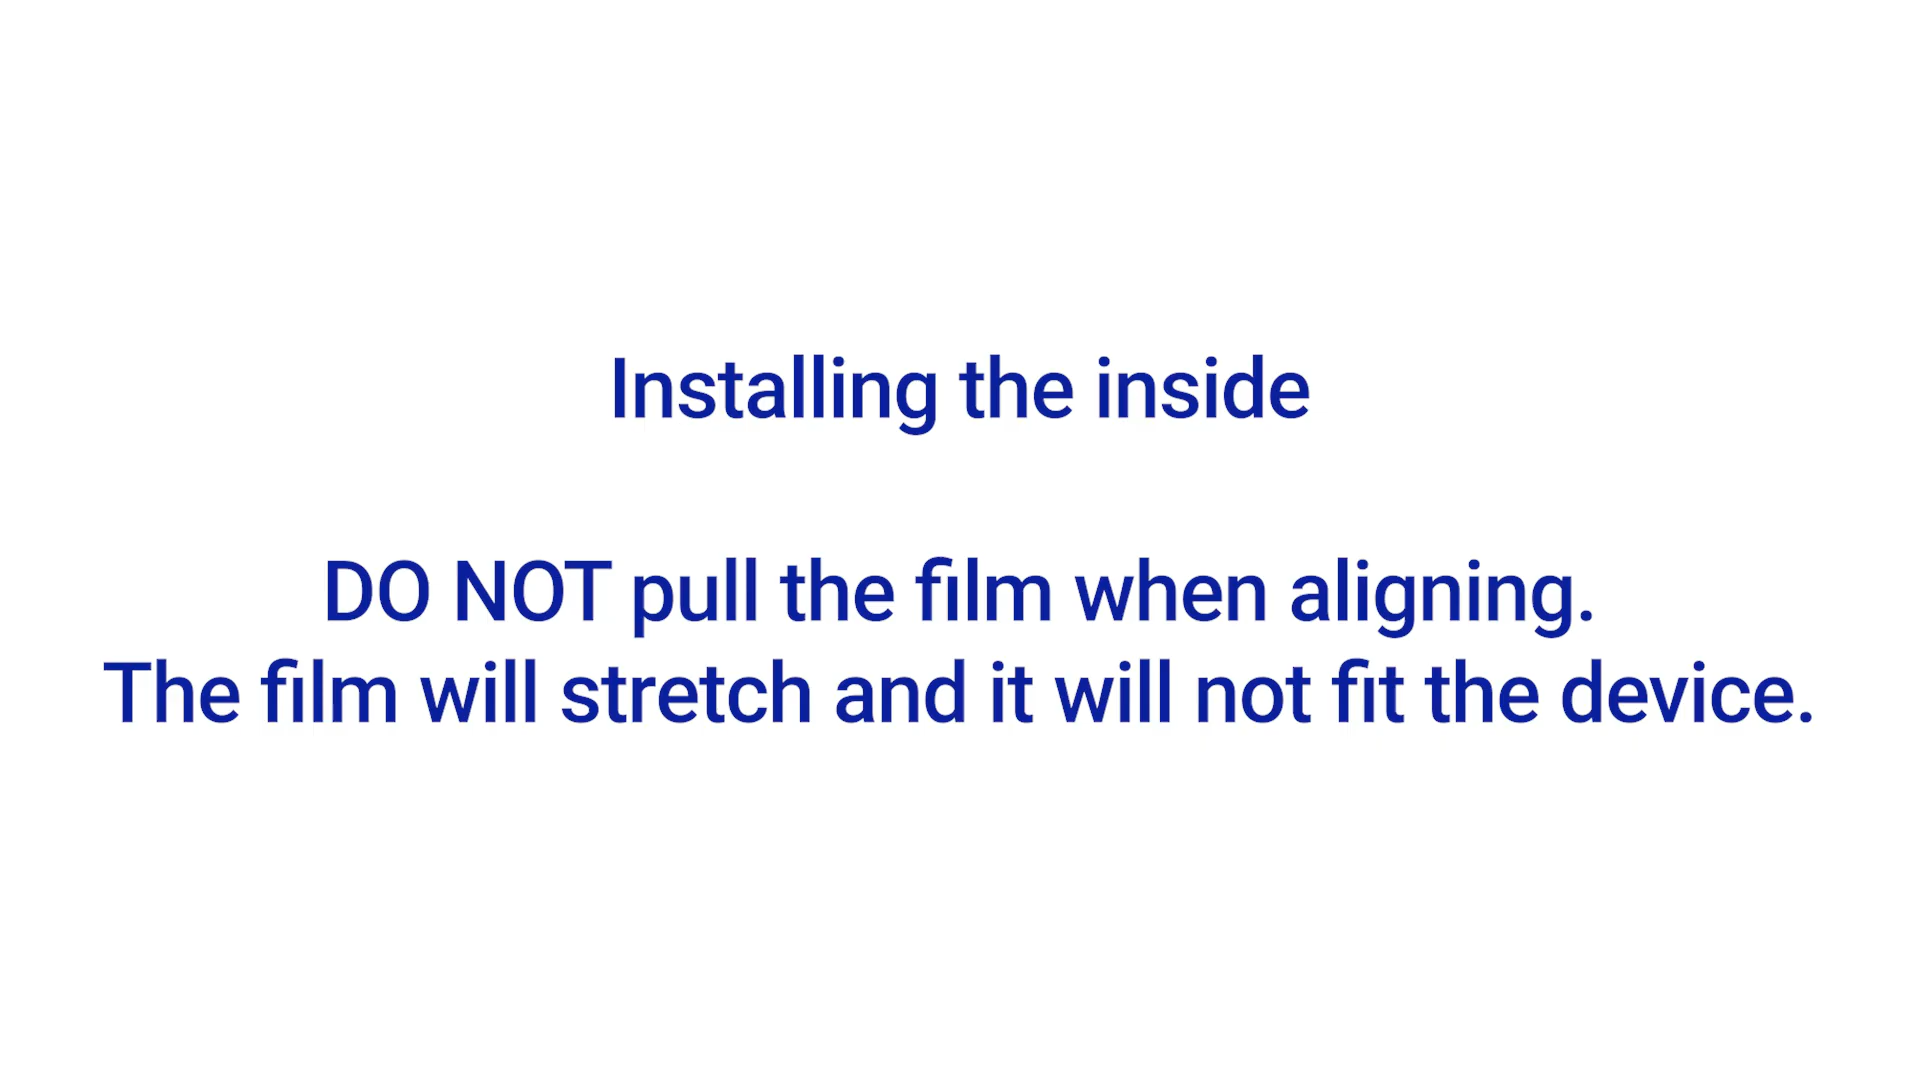 Installing the inside
DO NOT pull the film when aligning.
The film will stretch and it will not fit the device.